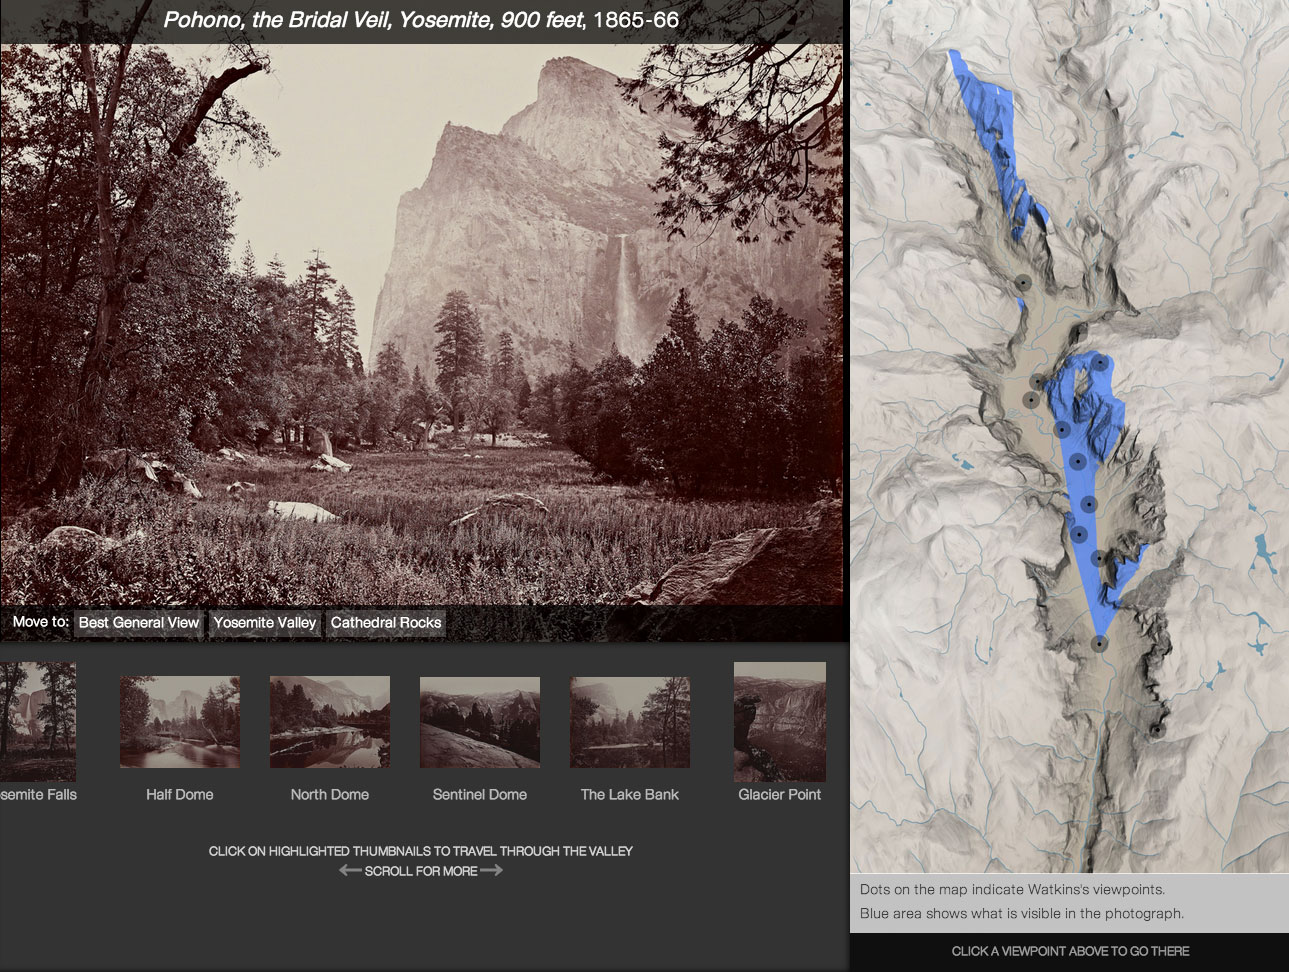 Pohono, the Bridal Veil, Yosemite, 900 feet, 1865-66
Move to: Best General View Yosemite Valley Cathedral Rocks
semite Falls Half Dome North Dome Sentinel Dome The Lake Bank Glacier Point
CLICK ON HIGHLIGHTED THUMBNAILS TO TRAVEL THROUGH THE VALLEY
SCROLL FOR MORE
Dots on the map indicate Watkins's viewpoints.
Blue area shows what is visible in the photograph.
CLICK A VIEWPOINT ABOVE TO GO THERE